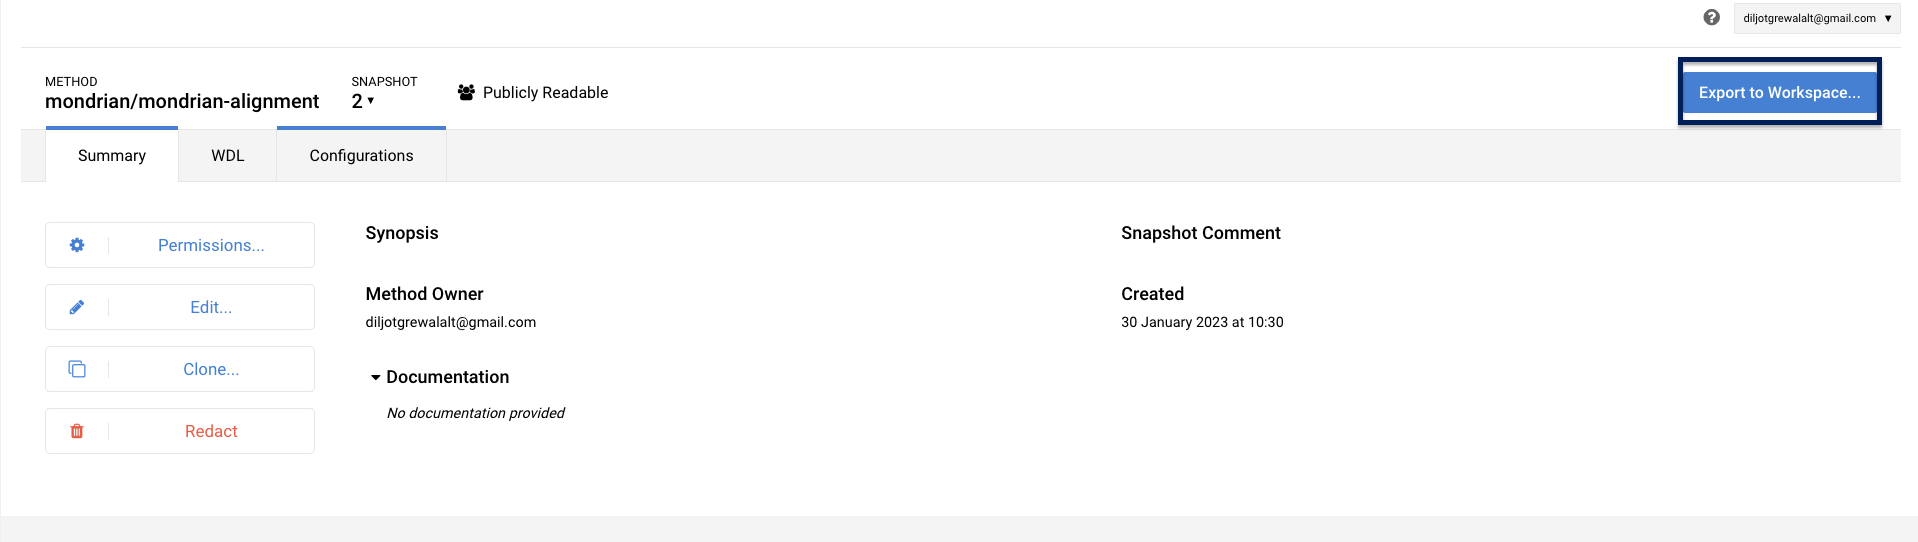 diljotgrewalalt@gmail.com
METHOD
mondrian/mondrian-alignment
SNAPSHOT
2
Publicly Readable
Export to Workspace...
Summary
WDL
Configurations
Permissions...
Edit...
Clone...
Redact
Synopsis
Method Owner
diljotgrewalalt@gmail.com
Documentation
No documentation provided
Snapshot Comment
Created
30 January 2023 at 10:30